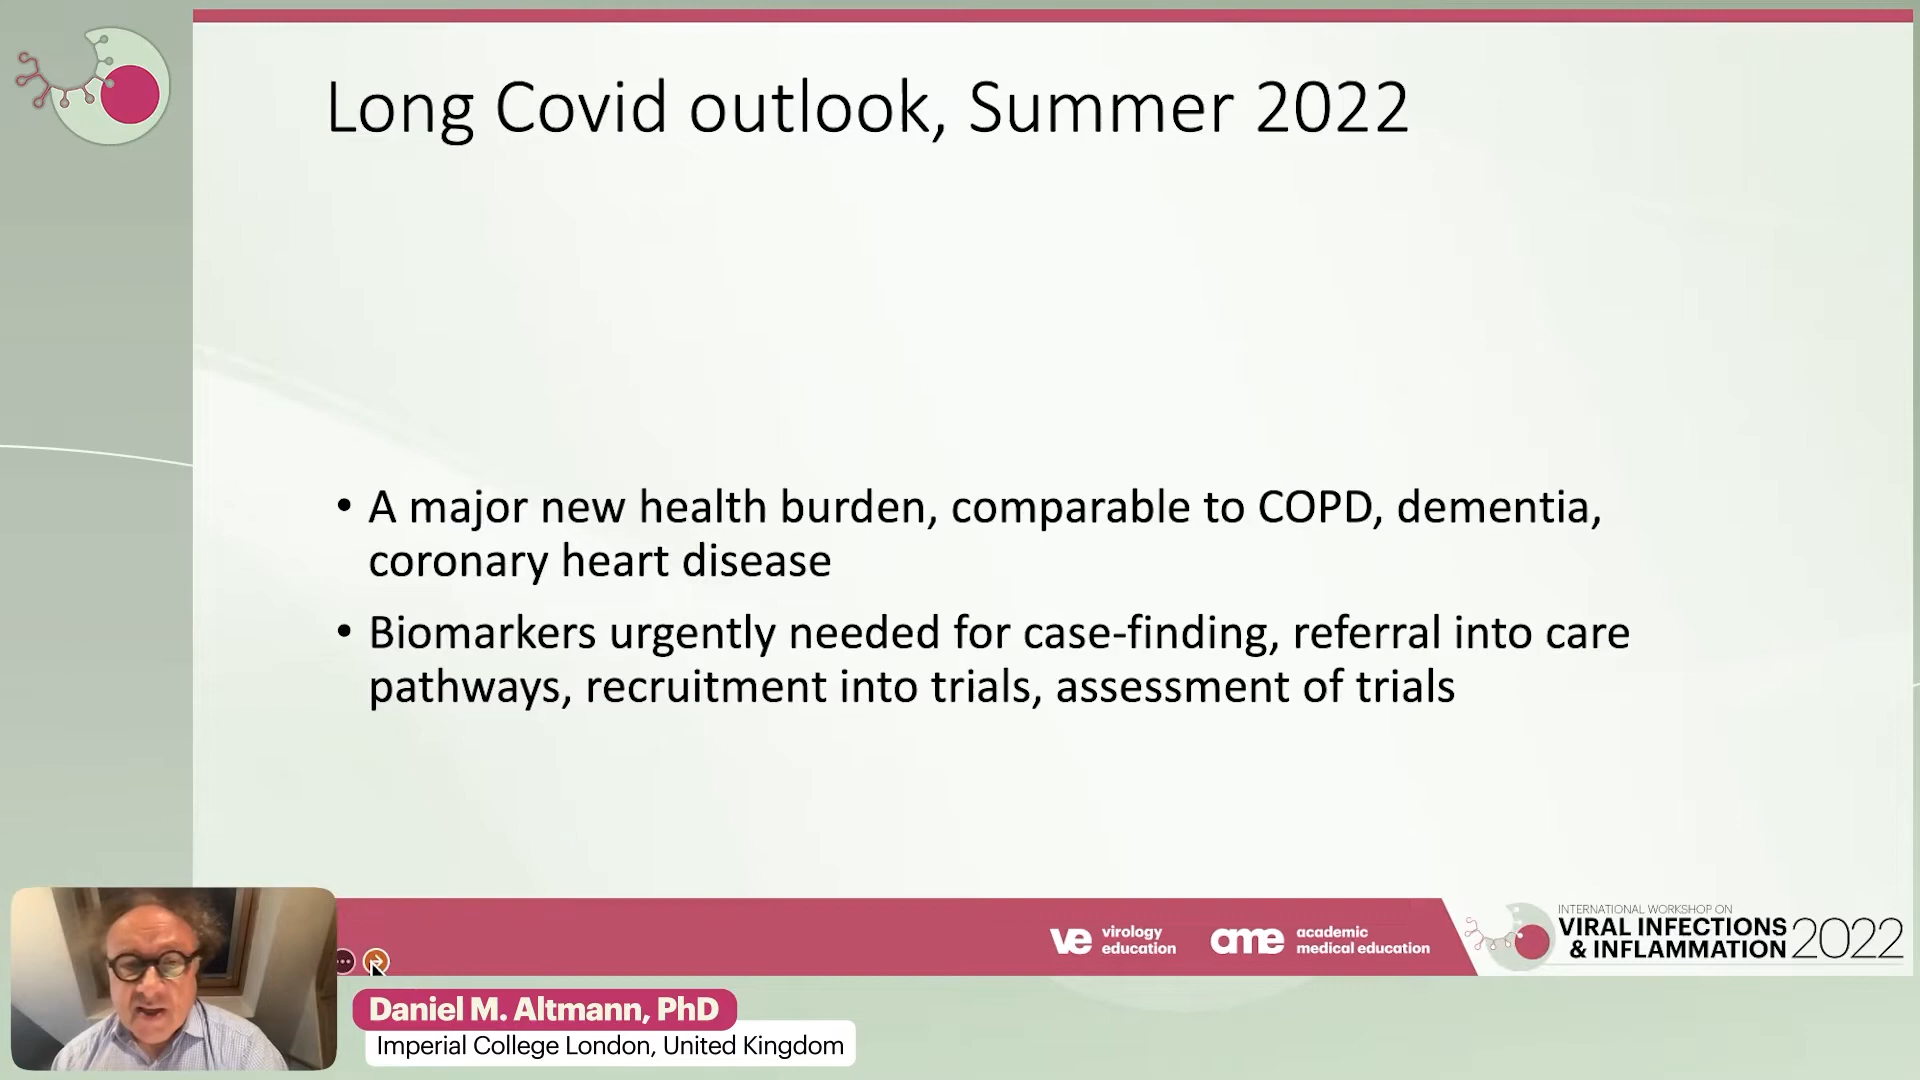 Long Covid outlook, Summer 2022
• A major new health burden, comparable to COPD, dementia,
coronary heart disease
• Biomarkers urgently needed for case-finding, referral into care
pathways, recruitment into trials, assessment of trials
ve virology
education
ame academic
medical education
INTERNATIONAL WORKSHOP ON
VIRAL INFECTIONS
& INFLAMMATION 2022
Daniel M. Altmann, PhD
Imperial College London, United Kingdom